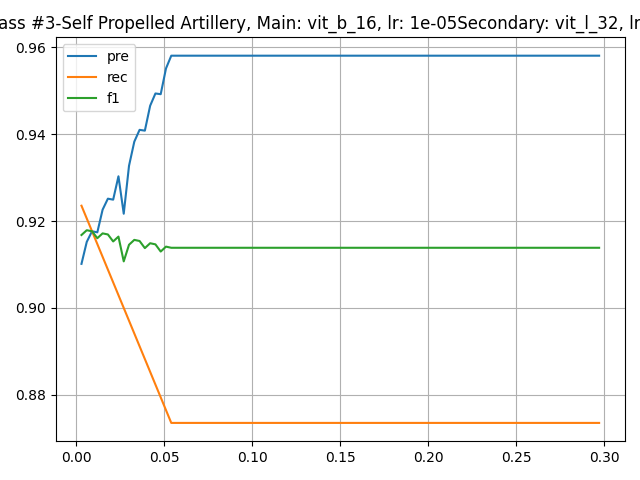 ass #3-Self Propelled Artillery, Main: vit_b_16, lr: 1e-05Secondary: vit_l_32, lr
pre
rec
f1
0.96
0.94
0.92
0.90
0.88
0.00 0.05 0.10 0.15 0.20 0.25 0.30